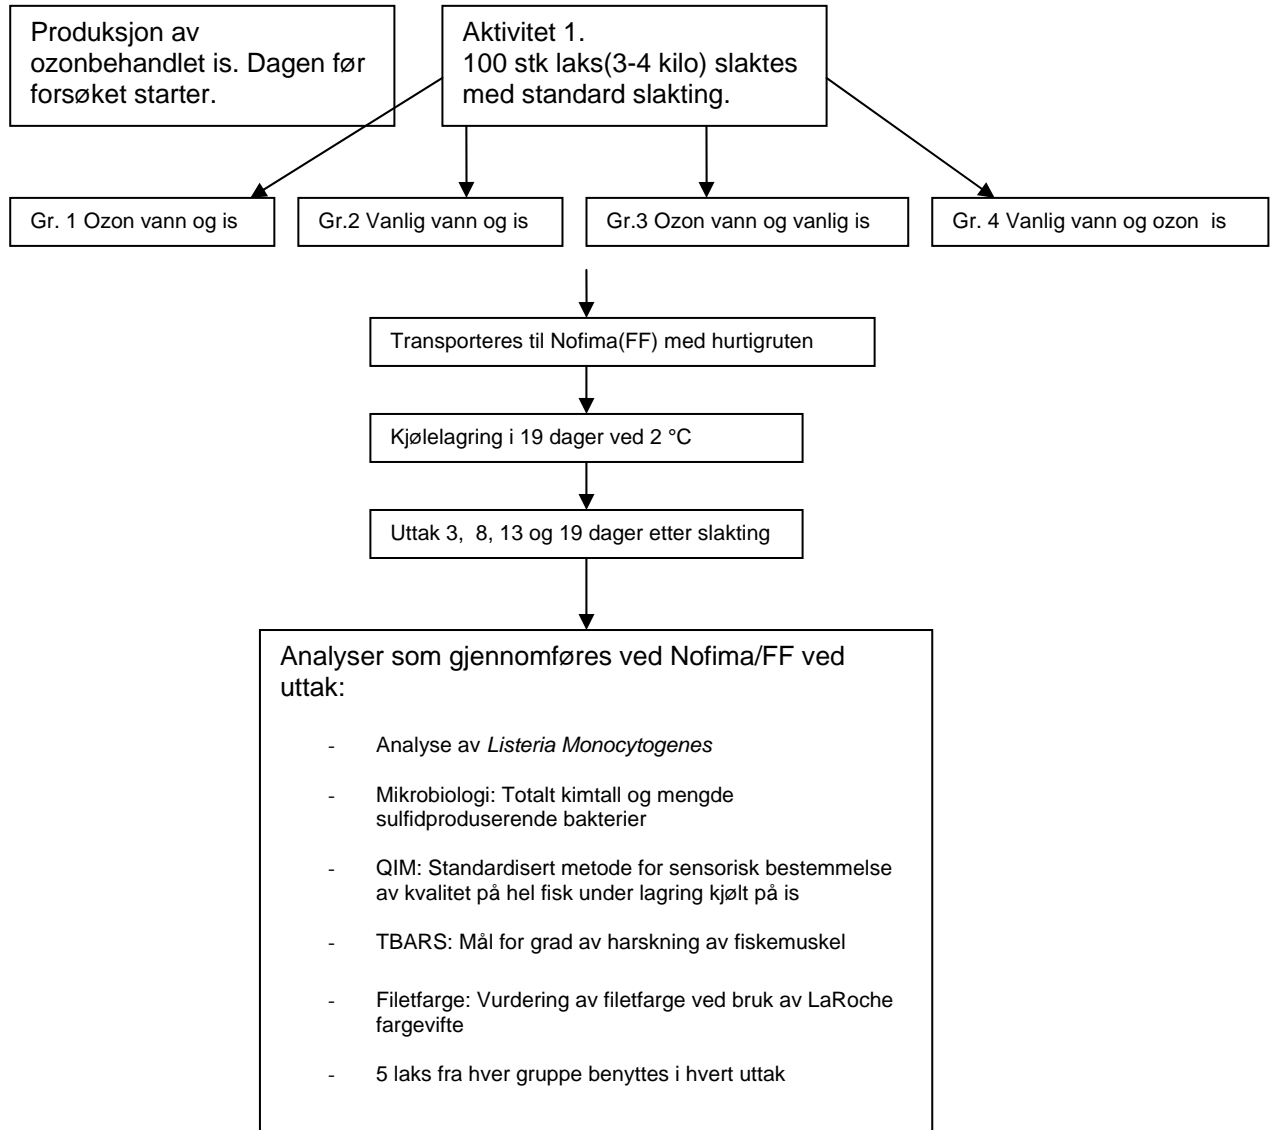 Produksjon av
ozonbehandlet is. Dagen før
forsøket starter.
Aktivitet 1.
100 stk laks(3-4 kilo) slaktes
med standard slakting.
Gr. 1 Ozon vann og is
Gr.2 Vanlig vann og is
Gr.3 Ozon vann og vanlig is
Gr. 4 Vanlig vann og ozon is
Transporteres til Nofima(FF) med hurtigruten
Kjølelagring i 19 dager ved 2 °C
Uttak 3, 8, 13 og 19 dager etter slakting
Analyser som gjennomføres ved Nofima/FF ved
uttak:
- Analyse av Listeria Monocytogenes
- Mikrobiologi: Totalt kimtall og mengde
sulfidproduserende bakterier
- QIM: Standardisert metode for sensorisk bestemmelse
av kvalitet på hel fisk under lagring kjølt på is
- TBARS: Mål for grad av harskning av fiskemuskel
- Filetfarge: Vurdering av filetfarge ved bruk av LaRoche
fargevifte
- 5 laks fra hver gruppe benyttes i hvert uttak